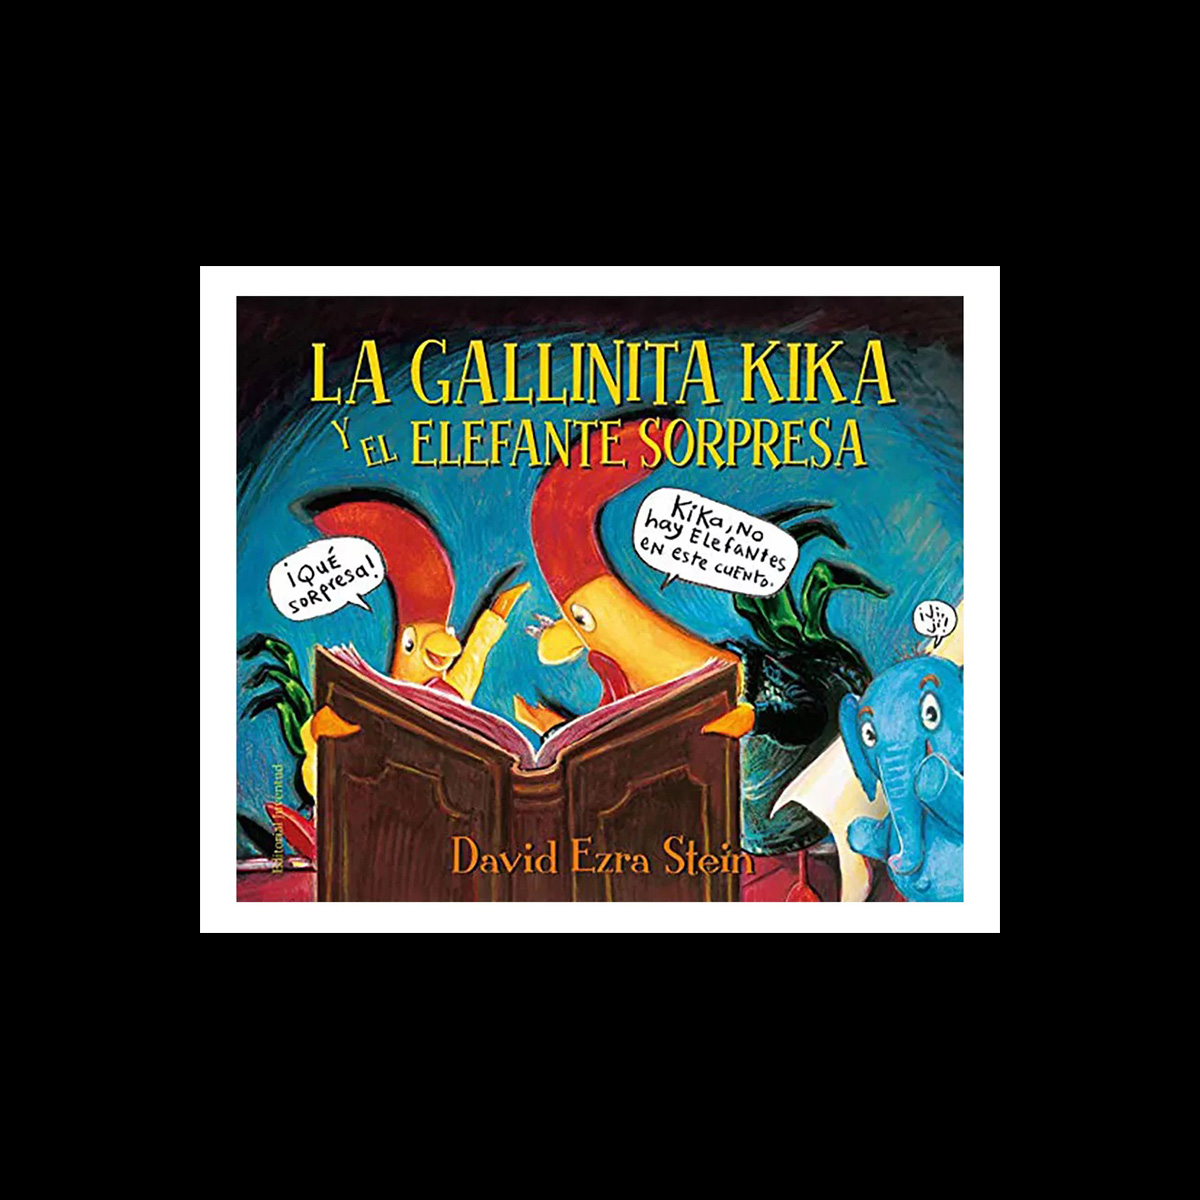 LA GALLINITA KIKA
Y EL ELEFANTE SORPRESA
¡QUÉ
SORPRESA!
KiKa, NO
hay ElefaNtes
EN este cuENto.
¡Ji, ji!
David Ezra Stein
Editorial Juventud